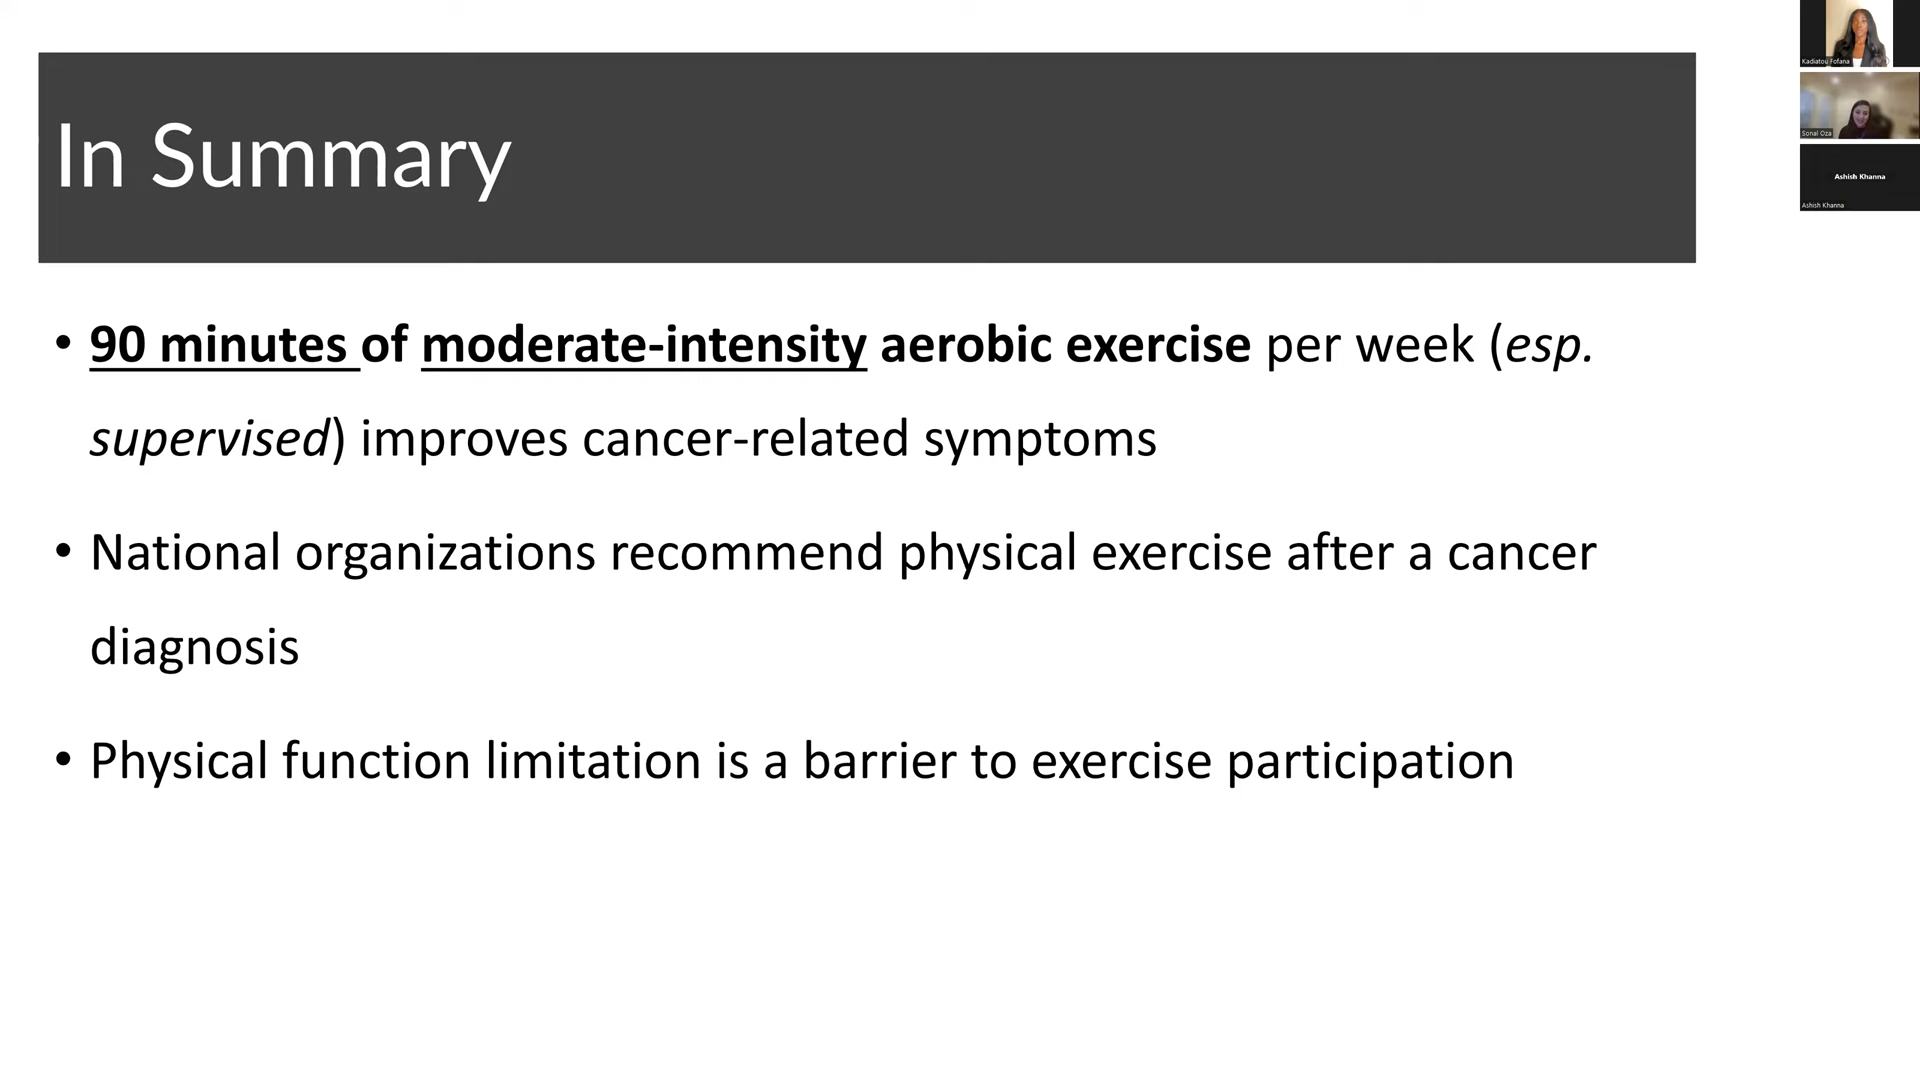 In Summary
• 90 minutes of moderate-intensity aerobic exercise per week (esp.
supervised) improves cancer-related symptoms
• National organizations recommend physical exercise after a cancer
diagnosis
• Physical function limitation is a barrier to exercise participation
Kadiatou Fofana
Sonal Oza
Ashish Khanna
Ashish Khanna